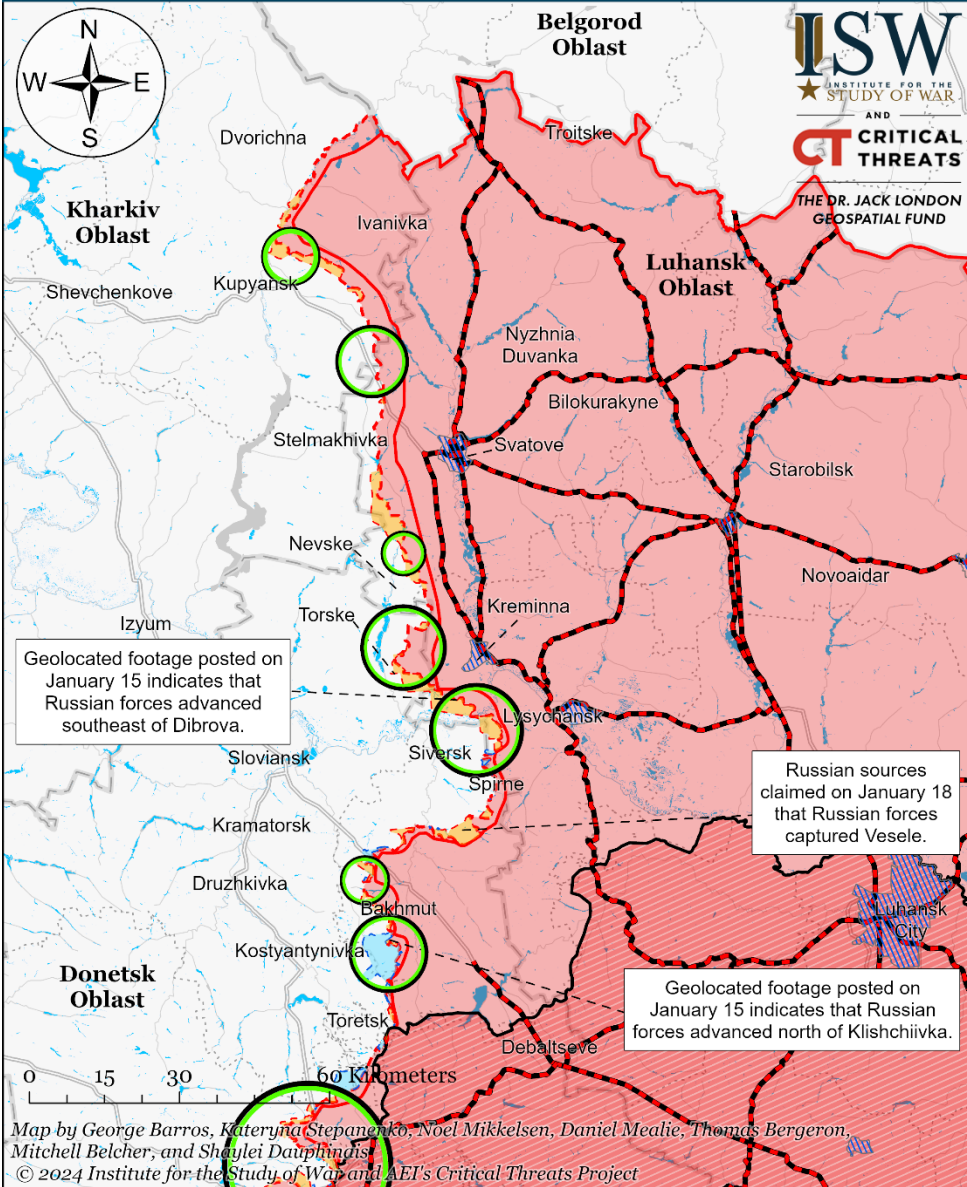 N
W
E
S
Belgorod
Oblast
ISW
INSTITUTE FOR THE
STUDY OF WAR
AND
CT CRITICAL
THREATS
THE DR. JACK LONDON
GEOSPATIAL FUND
Dvorichna
Troitske
Kharkiv
Oblast
Ivanivka
Luhansk
Oblast
Shevchenkove
Kupyansk
Nyzhnia
Duvanka
Bilokurakyne
Stelmakhivka
Svatove
Starobilsk
Nevske
Novoaidar
Torske
Kreminna
Izyum
Geolocated footage posted on
January 15 indicates that
Russian forces advanced
southeast of Dibrova.
Lysychansk
Siversk
Sloviansk
Spirne
Russian sources
claimed on January 18
that Russian forces
captured Vesele.
Kramatorsk
Druzhkivka
Bakhmut
Luhansk
City
Kostyantynivka
Donetsk
Oblast
Geolocated footage posted on
January 15 indicates that Russian
forces advanced north of Klishchiivka.
Toretsk
Debaltseve
0 15 30 60 Kilometers
Map by George Barros, Kateryna Stepanenko, Noel Mikkelsen, Daniel Mealie, Thomas Bergeron,
Mitchell Belcher, and Shaylei Dauphinais
© 2024 Institute for the Study of War and AEI's Critical Threats Project